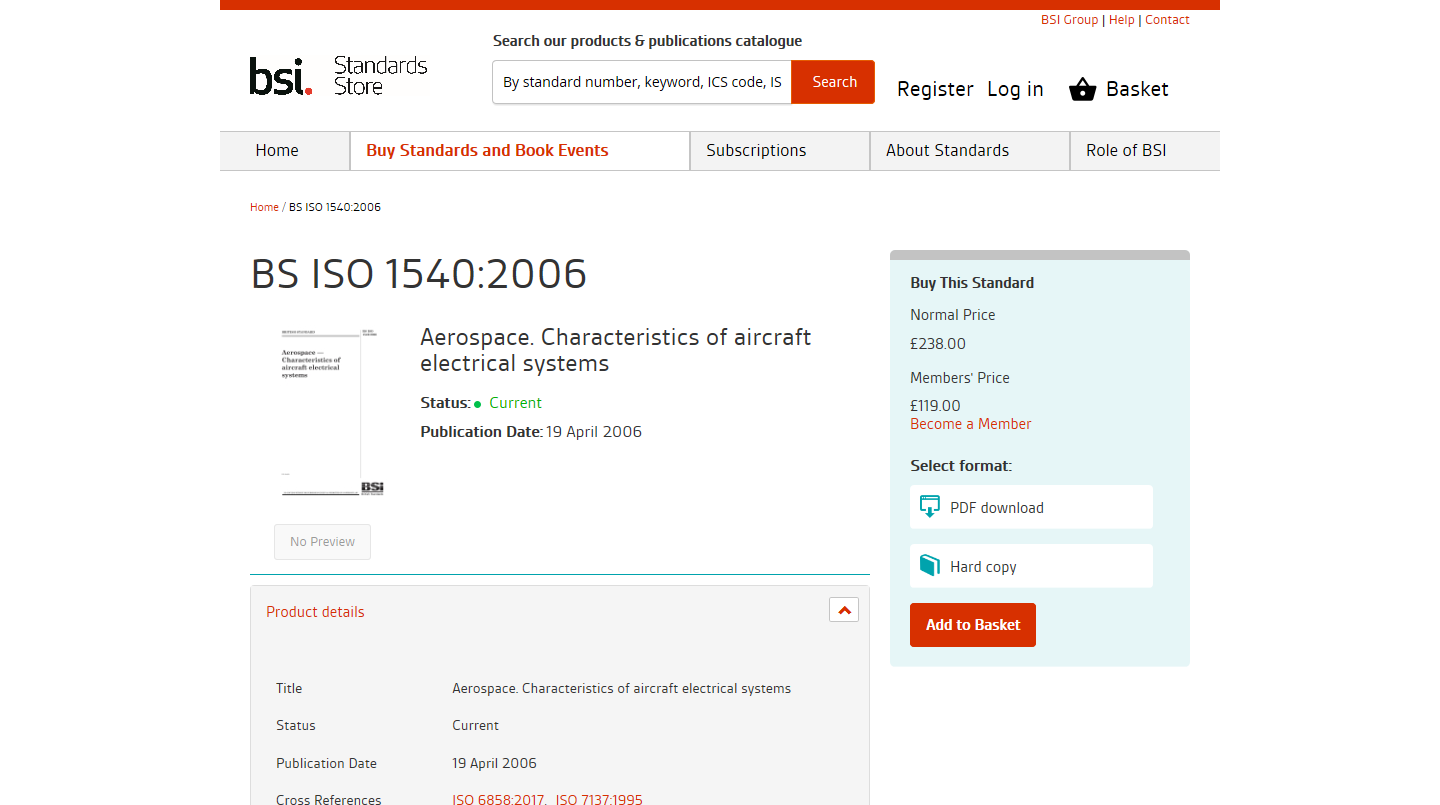 BSI Group | Help | Contact
Search our products & publications catalogue
bsi. Standards Store
By standard number, keyword, ICS code, IS
Search
Register
Log in
Basket
Home
Buy Standards and Book Events
Subscriptions
About Standards
Role of BSI
Home / BS ISO 1540:2006
BS ISO 1540:2006
Aerospace —
Characteristics of
aircraft electrical
systems
BSi
Aerospace. Characteristics of aircraft
electrical systems
Status: Current
Publication Date: 19 April 2006
No Preview
Buy This Standard
Normal Price
£238.00
Members' Price
£119.00
Become a Member
Select format:
PDF download
Hard copy
Add to Basket
Product details
Title Aerospace. Characteristics of aircraft electrical systems
Status Current
Publication Date 19 April 2006
Cross References ISO 6858:2017, ISO 7137:1995